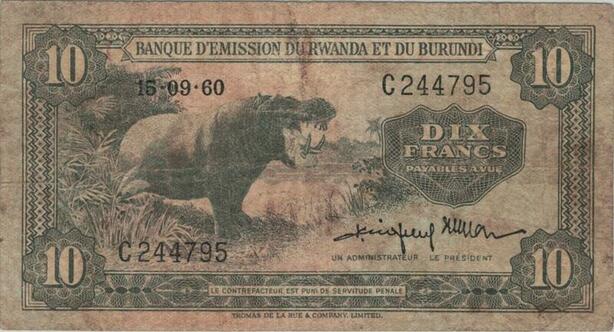 BANQUE D'EMISSION DU RWANDA ET DU BURUNDI
10 10
15·09·60
C244795
DIX
FRANCS
PAYABLES A VUE
C244795
UN ADMINISTRATEUR LE PRÉSIDENT
10 10
LE CONTREFACTEUR EST PUNI DE SERVITUDE PENALE
THOMAS DE LA RUE & COMPANY, LIMITED.